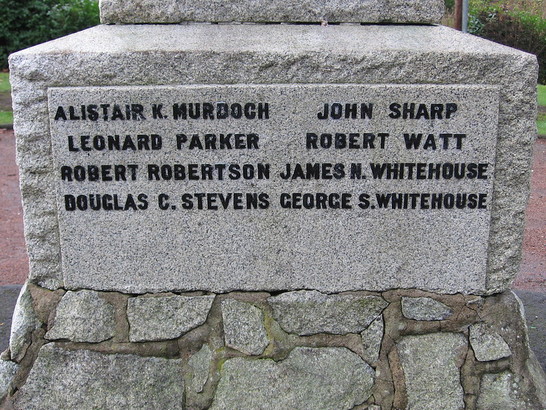 ALISTAIR K. MURDOCH JOHN SHARP
LEONARD PARKER ROBERT WATT
ROBERT ROBERTSON JAMES N. WHITEHOUSE
DOUGLAS C. STEVENS GEORGE S. WHITEHOUSE